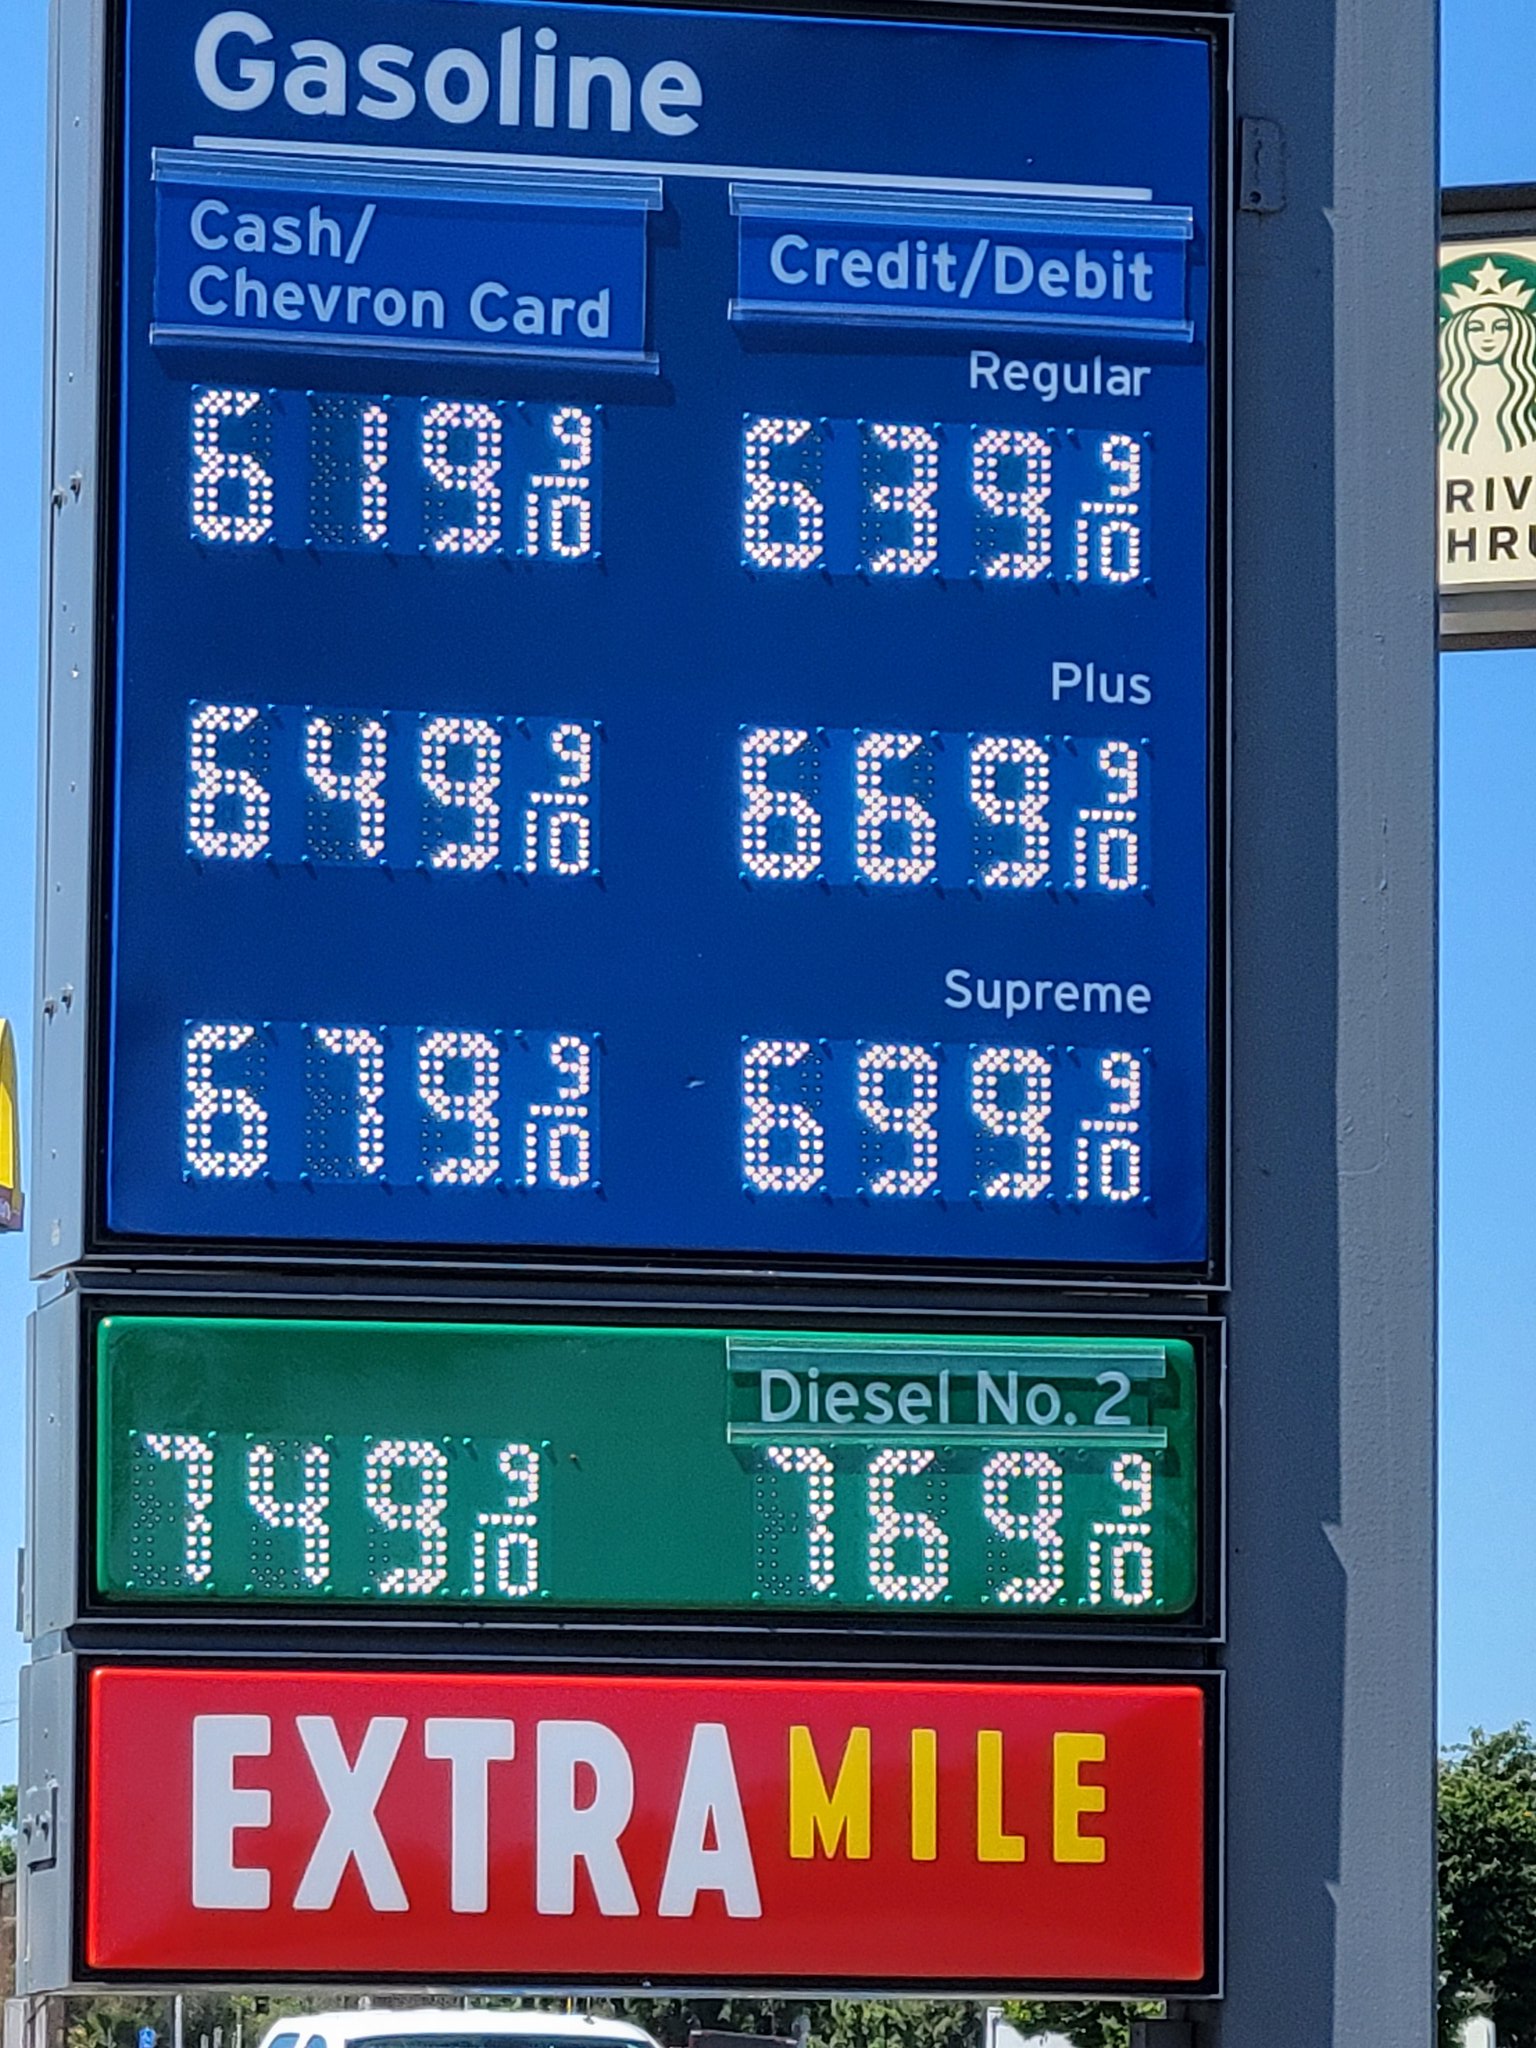 Gasoline
Cash/
Chevron Card
Credit/Debit
Regular
619 9/10 639 9/10
Plus
649 9/10 669 9/10
Supreme
679 9/10 699 9/10
Diesel No. 2
749 9/10 769 9/10
EXTRAMILE